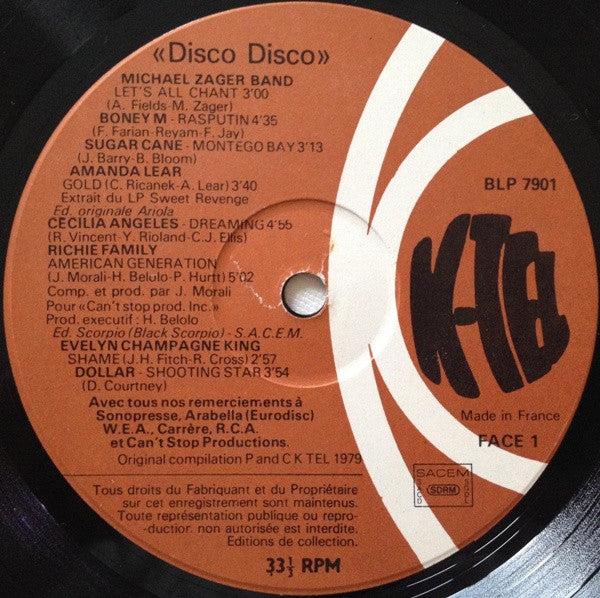 «Disco Disco»
MICHAEL ZAGER BAND
LET'S ALL CHANT 3'00
(A. Fields-M. Zager)
BONEY M - RASPUTIN 4'35
(F. Farian-Reyam-F. Jay)
SUGAR CANE - MONTEGO BAY 3'13
(J. Barry-B. Bloom)
AMANDA LEAR
GOLD (C. Ricanek-A. Lear) 3'40
Extrait du LP Sweet Revenge
Ed. originale Ariola
CECILIA ANGELES - DREAMING 4'55
(R. Vincent-Y. Rioland-C.J. Ellis)
RICHIE FAMILY
AMERICAN GENERATION
(J. Morali-H. Belolo-P. Hurtt) 5'02
Comp. et prod. par J. Morali
Pour «Can't stop prod. Inc.»
Prod. executif : H. Belolo
Ed. Scorpio (Black Scorpio) - S.A.C.E.M.
EVELYN CHAMPAGNE KING
SHAME (J.H. Fitch-R. Cross) 2'57
DOLLAR - SHOOTING STAR 3'54
(D. Courtney)
Avec tous nos remerciements à
Sonopresse, Arabella (Eurodisc)
W.E.A., Carrère, R.C.A.
et Can't Stop Productions.
Original compilation P and C K TEL 1979
Tous droits du Fabriquant et du Propriétaire
sur cet enregistrement sont maintenus.
Toute représentation publique ou repro-
duction non autorisée est interdite.
Editions de collection.
33⅓ RPM
BLP 7901
K-TEL
Made in France
FACE 1
SACEM
SACD
SDRM
SGDL